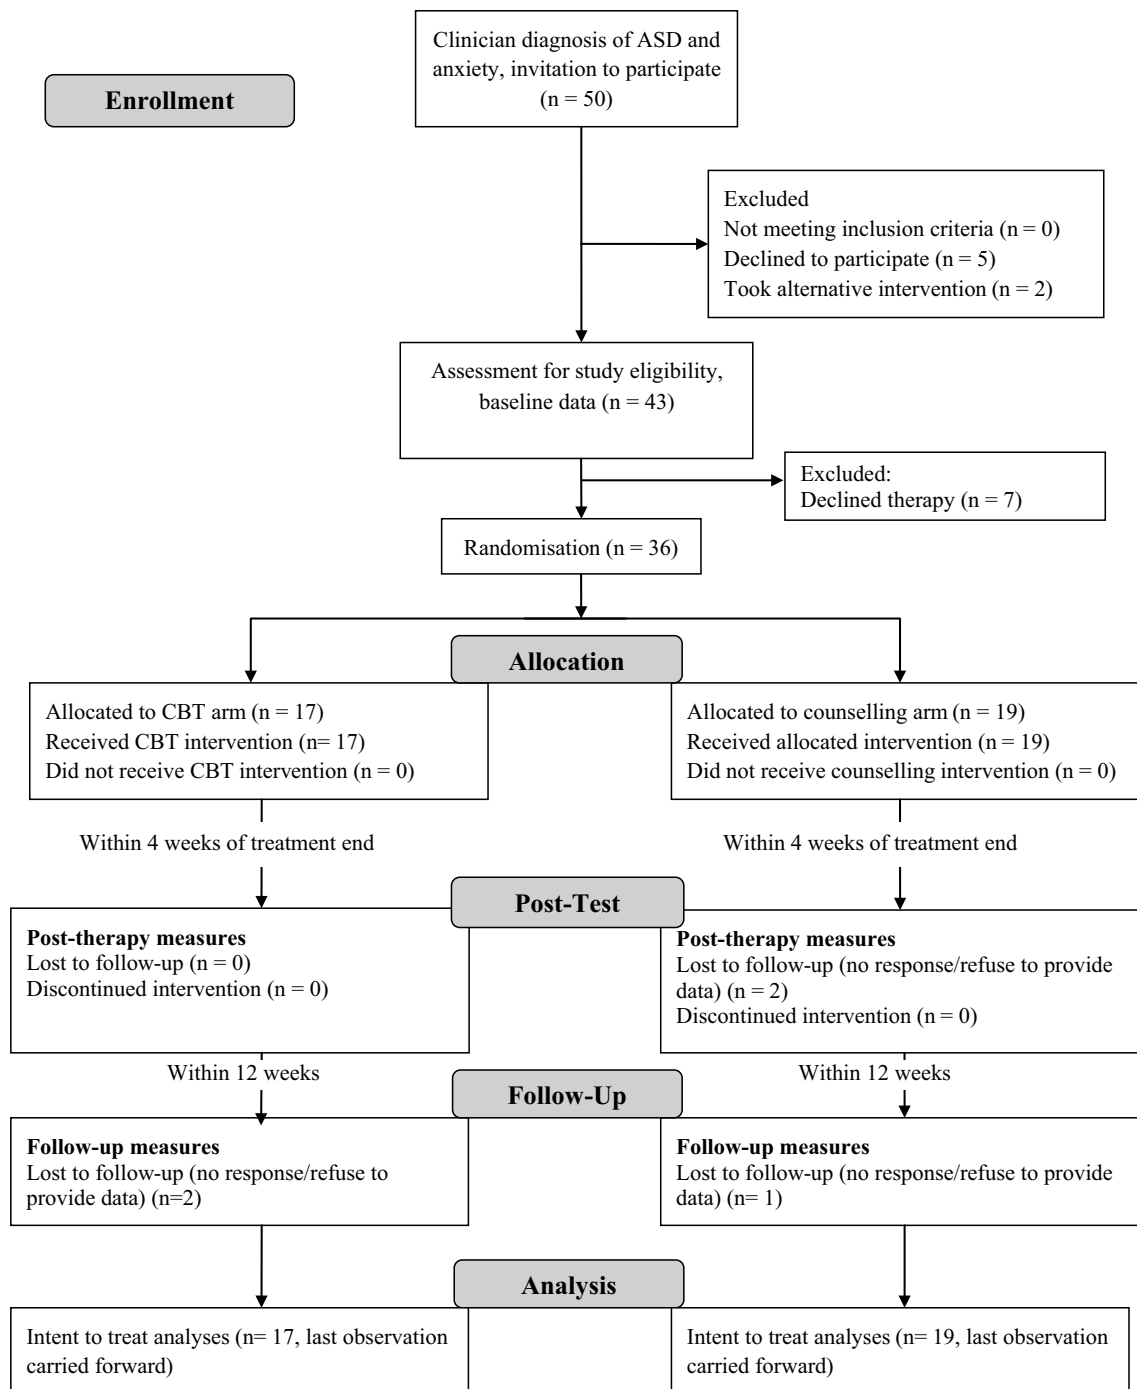 Clinician diagnosis of ASD and
anxiety, invitation to participate
(n = 50)
Enrollment
Excluded
Not meeting inclusion criteria (n = 0)
Declined to participate (n = 5)
Took alternative intervention (n = 2)
Assessment for study eligibility,
baseline data (n = 43)
Excluded:
Declined therapy (n = 7)
Randomisation (n = 36)
Allocation
Allocated to CBT arm (n = 17)
Received CBT intervention (n= 17)
Did not receive CBT intervention (n = 0)
Allocated to counselling arm (n = 19)
Received allocated intervention (n = 19)
Did not receive counselling intervention (n = 0)
Within 4 weeks of treatment end
Within 4 weeks of treatment end
Post-Test
Post-therapy measures
Lost to follow-up (n = 0)
Discontinued intervention (n = 0)
Post-therapy measures
Lost to follow-up (no response/refuse to provide
data) (n = 2)
Discontinued intervention (n = 0)
Within 12 weeks
Within 12 weeks
Follow-Up
Follow-up measures
Lost to follow-up (no response/refuse to
provide data) (n=2)
Follow-up measures
Lost to follow-up (no response/refuse to provide
data) (n= 1)
Analysis
Intent to treat analyses (n= 17, last observation
carried forward)
Intent to treat analyses (n= 19, last observation
carried forward)